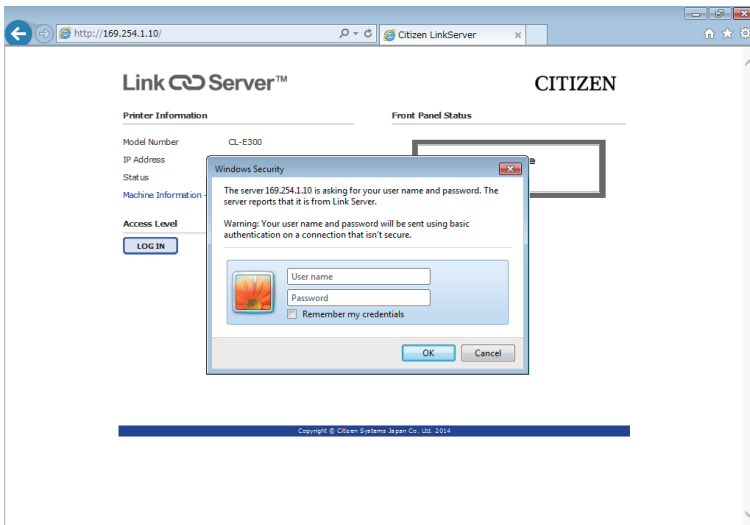 http://169.254.1.10/
Citizen LinkServer
Link Server™
CITIZEN
Printer Information
Front Panel Status
Model Number CL-E300
IP Address
Status
Machine Information -
Access Level
LOG IN
Windows Security
The server 169.254.1.10 is asking for your user name and password. The
server reports that it is from Link Server.
Warning: Your user name and password will be sent using basic
authentication on a connection that isn't secure.
User name
Password
Remember my credentials
OK Cancel
Copyright © Citizen Systems Japan Co. Ltd. 2014